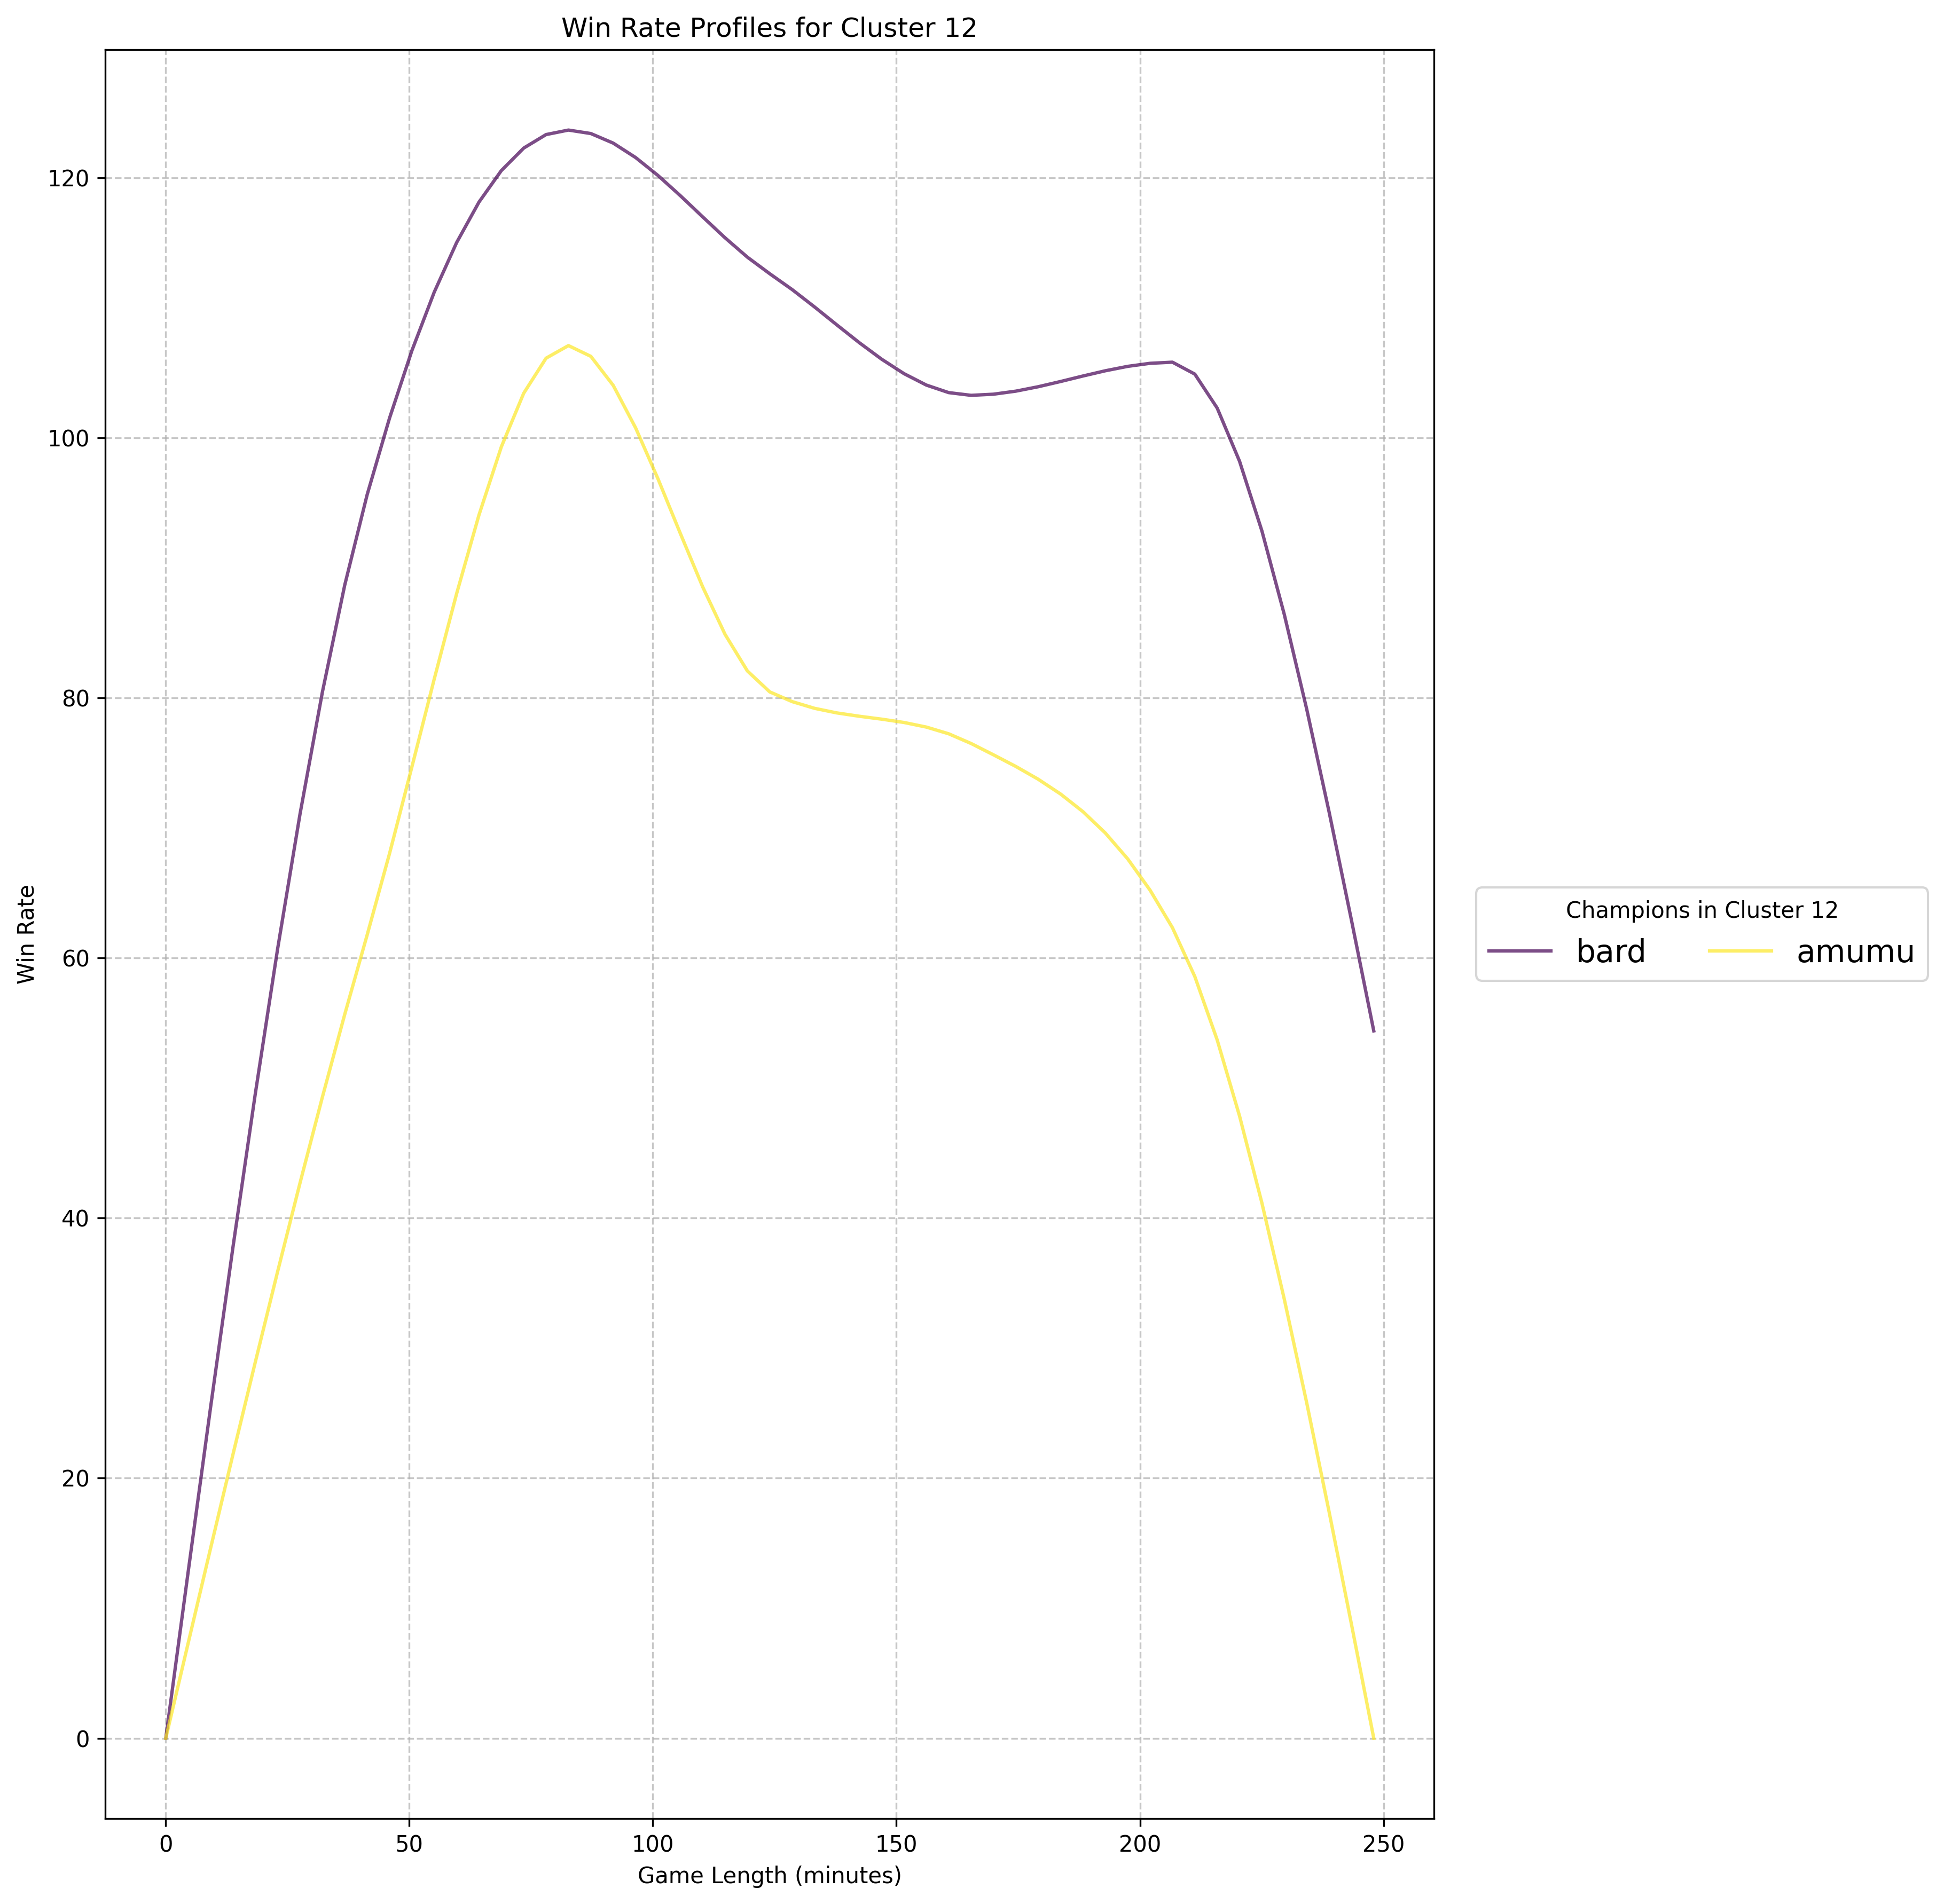 Win Rate Profiles for Cluster 12
120
100
80
60
40
20
0
Win Rate
0 50 100 150 200 250
Game Length (minutes)
Champions in Cluster 12
bard amumu